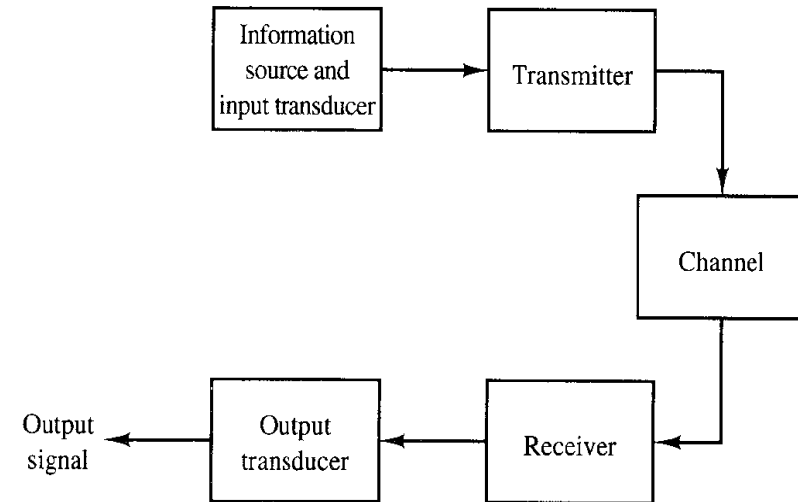 Information
source and
input transducer
Transmitter
Channel
Receiver
Output
transducer
Output
signal